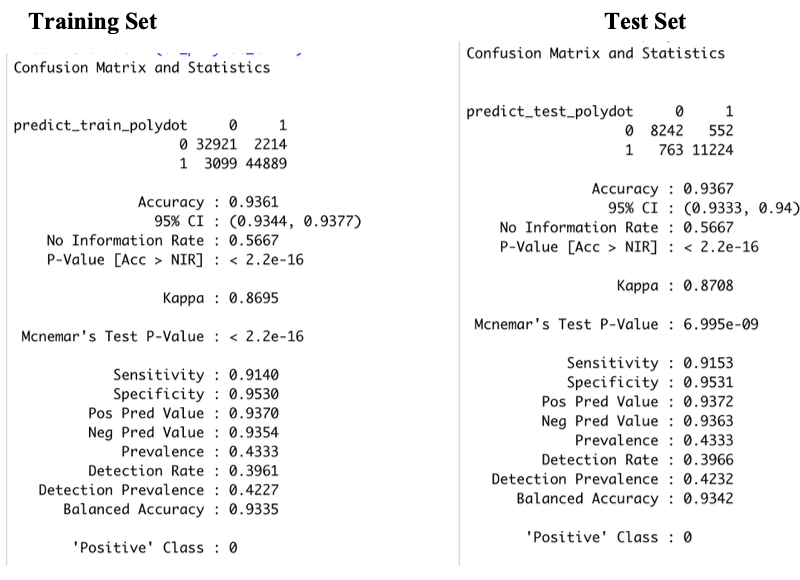 Training Set
Confusion Matrix and Statistics
predict_train_polydot 0 1
0 32921 2214
1 3099 44889
Accuracy : 0.9361
95% CI : (0.9344, 0.9377)
No Information Rate : 0.5667
P-Value [Acc > NIR] : < 2.2e-16
Kappa : 0.8695
Mcnemar's Test P-Value : < 2.2e-16
Sensitivity : 0.9140
Specificity : 0.9530
Pos Pred Value : 0.9370
Neg Pred Value : 0.9354
Prevalence : 0.4333
Detection Rate : 0.3961
Detection Prevalence : 0.4227
Balanced Accuracy : 0.9335
'Positive' Class : 0
Test Set
Confusion Matrix and Statistics
predict_test_polydot 0 1
0 8242 552
1 763 11224
Accuracy : 0.9367
95% CI : (0.9333, 0.94)
No Information Rate : 0.5667
P-Value [Acc > NIR] : < 2.2e-16
Kappa : 0.8708
Mcnemar's Test P-Value : 6.995e-09
Sensitivity : 0.9153
Specificity : 0.9531
Pos Pred Value : 0.9372
Neg Pred Value : 0.9363
Prevalence : 0.4333
Detection Rate : 0.3966
Detection Prevalence : 0.4232
Balanced Accuracy : 0.9342
'Positive' Class : 0